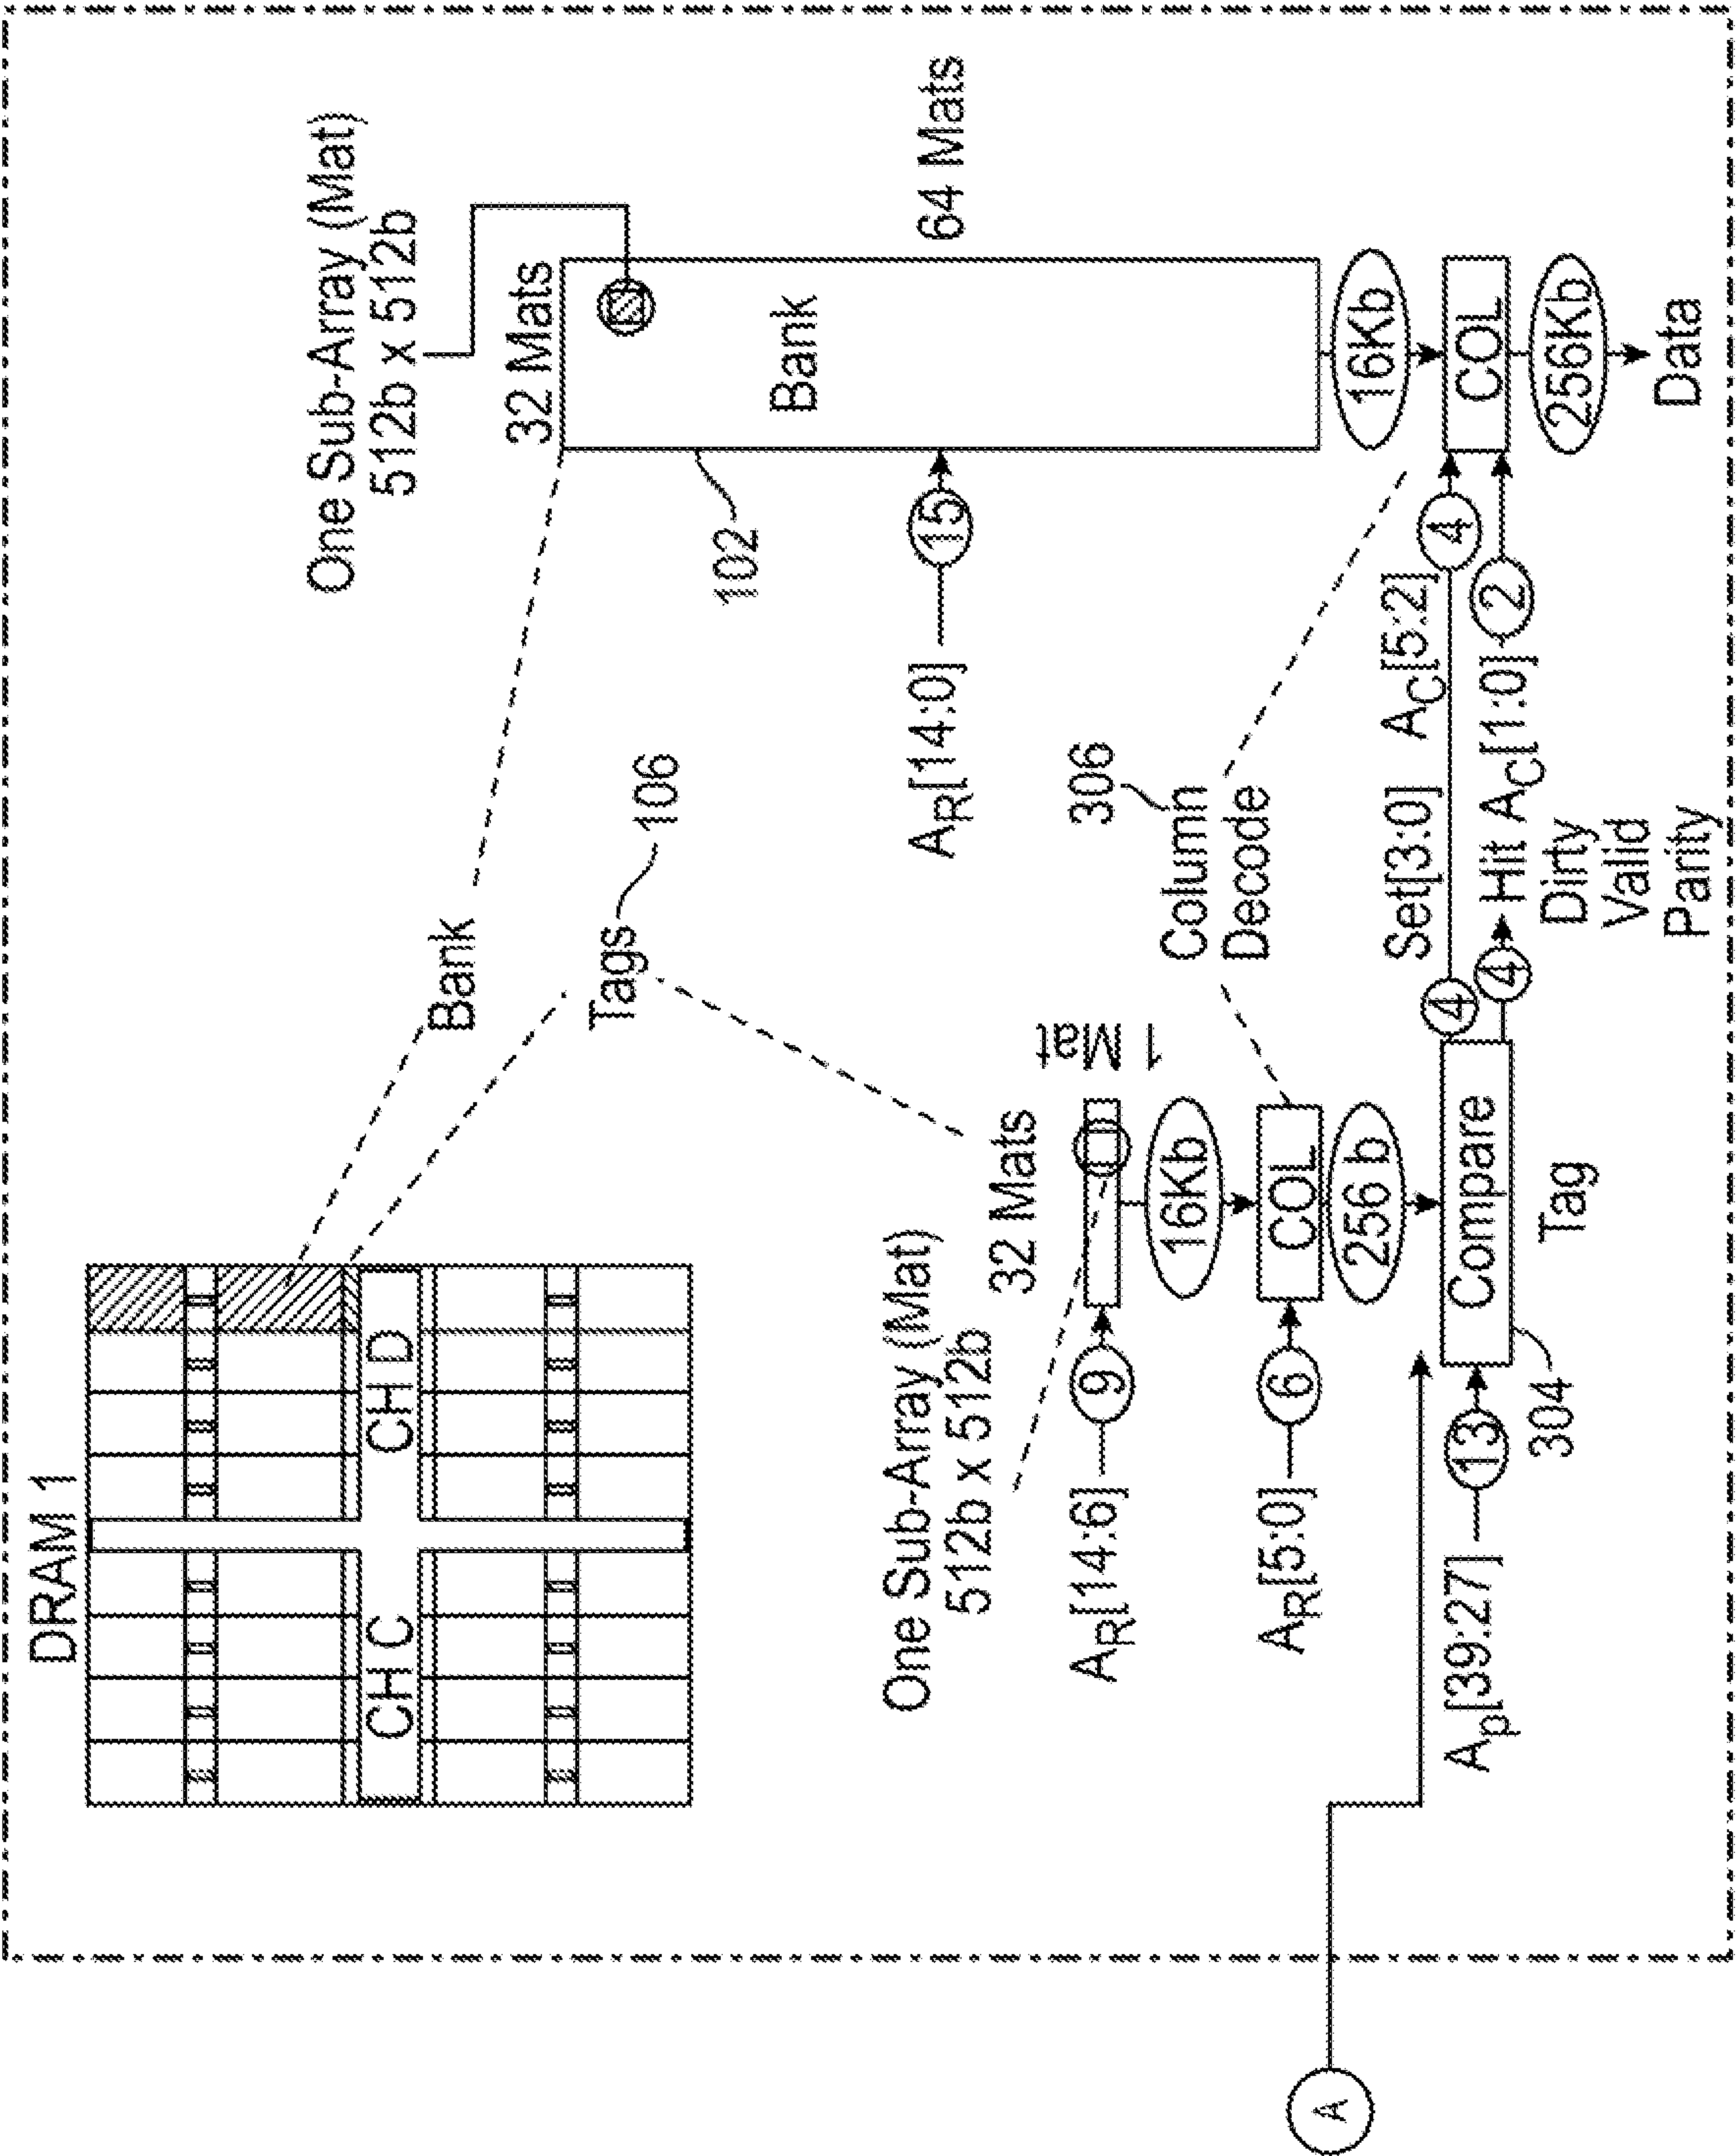 DRAM 1
CH C
CH D
Bank
Tags
106
One Sub-Array (Mat)
512b x 512b
32 Mats
Bank
64 Mats
102
A_R[14:0]
15
16Kb
COL
256Kb
Data
One Sub-Array (Mat)
512b x 512b
32 Mats
1 Mat
A_R[14:6]
9
16Kb
306
Column
Decode
A_R[5:0]
6
COL
256 b
A_p[39:27]
13
Compare
304
Tag
4
Set[3:0]
A_C[5:2]
4
4
Hit
A_C[1:0]
2
Dirty
Valid
Parity
A